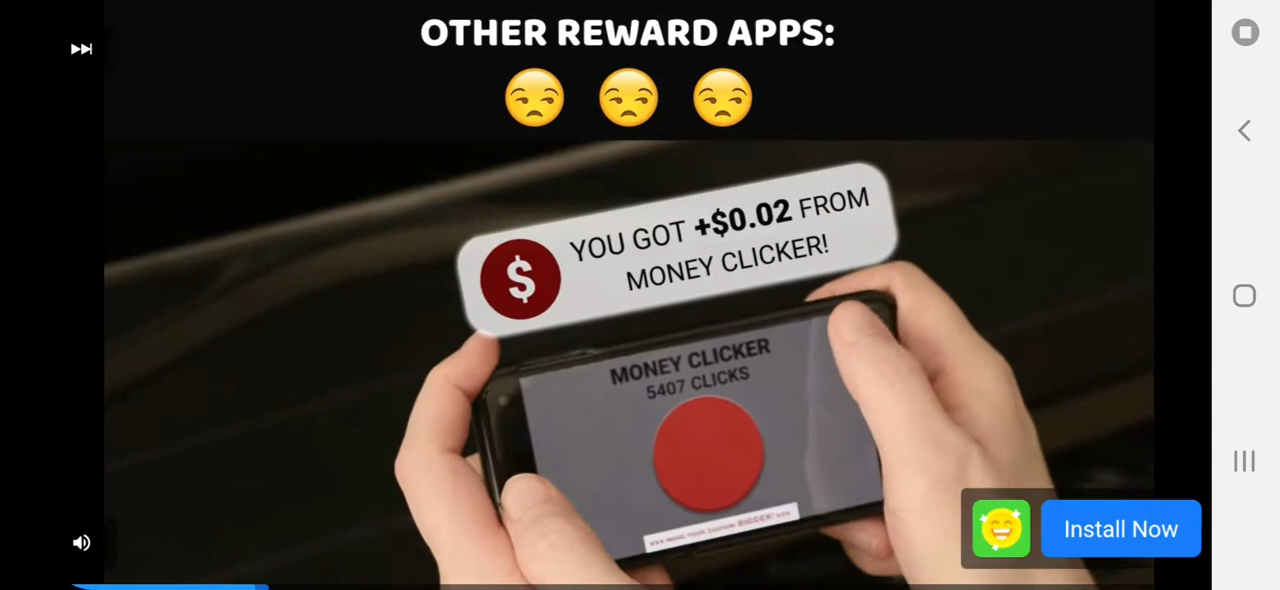 OTHER REWARD APPS:
YOU GOT +$0.02 FROM
MONEY CLICKER!
$
MONEY CLICKER
5407 CLICKS
Install Now